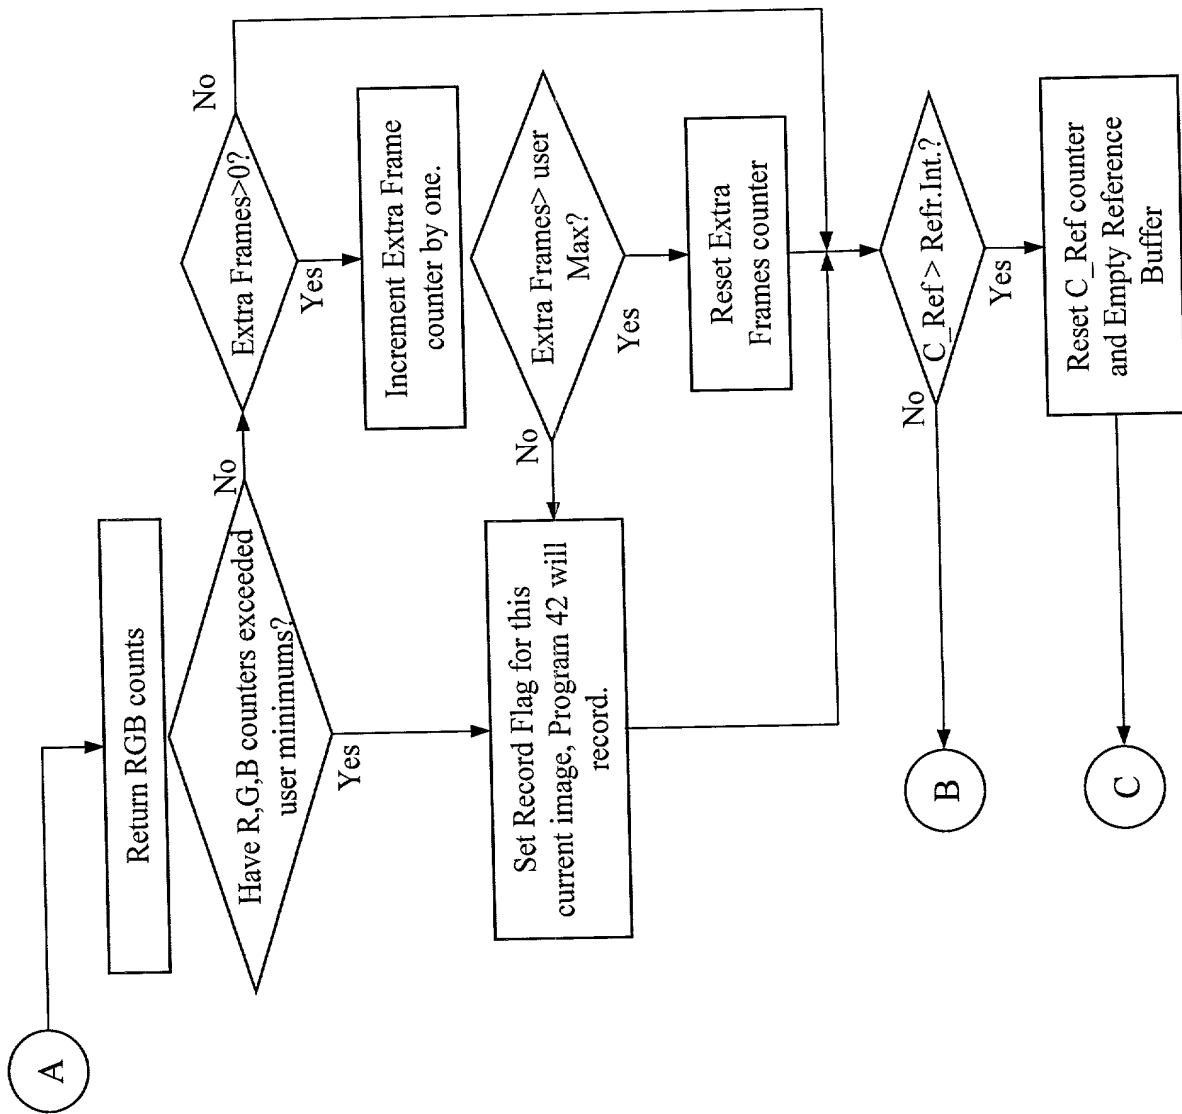 A
Return RGB counts
Have R,G,B counters exceeded
user minimums?
No
Yes
Extra Frames>0?
No
Yes
Increment Extra Frame
counter by one.
Extra Frames> user
Max?
No
Yes
Set Record Flag for this
current image, Program 42 will
record.
Reset Extra
Frames counter
C_Ref > Refr.Int.?
No
Yes
B
Reset C_Ref counter
and Empty Reference
Buffer
C